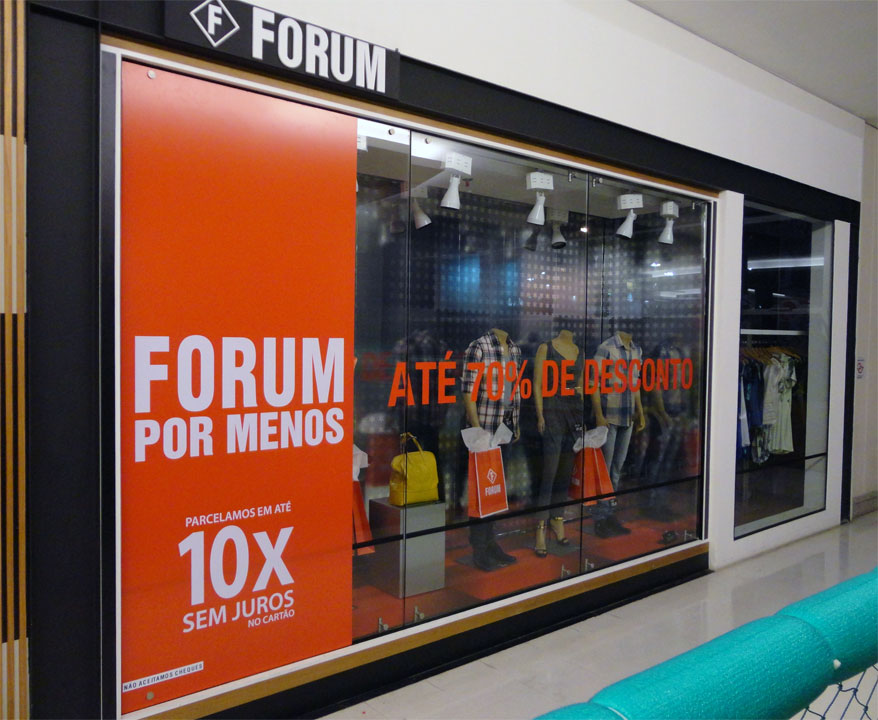 F FORUM
FORUM
POR MENOS
PARCELAMOS EM ATÉ
10X
SEM JUROS
NO CARTÃO
NÃO ACEITAMOS CHEQUES
ATÉ 70% DE DESCONTO
F
FORUM